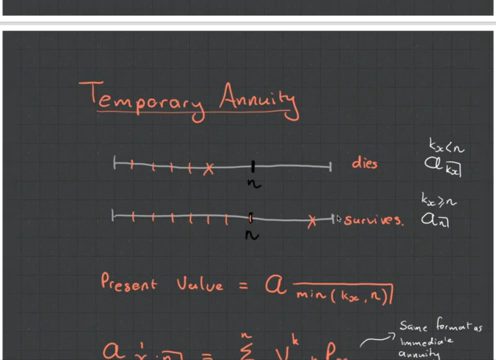 Temporary Annuity
kx < n
dies
a kx⌉
n
kx ≥ n
survives.
a n⌉
n
Present Value = a min(kx, n)⌉
Same format as
immediate
annuity
a x:n⌉ = n Σ v^k